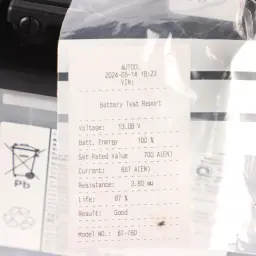 AUTOOL
2024-05-14 18:23
VIN:
Battery Test Report
Voltage: 13.08 V
Batt. Energy 100 %
Set Rated Value 700 A(EN)
Current: 657 A(EN)
Resistance: 3.80 mΩ
Life: 87 %
Result: Good
Model NO.: BT-760
Pb